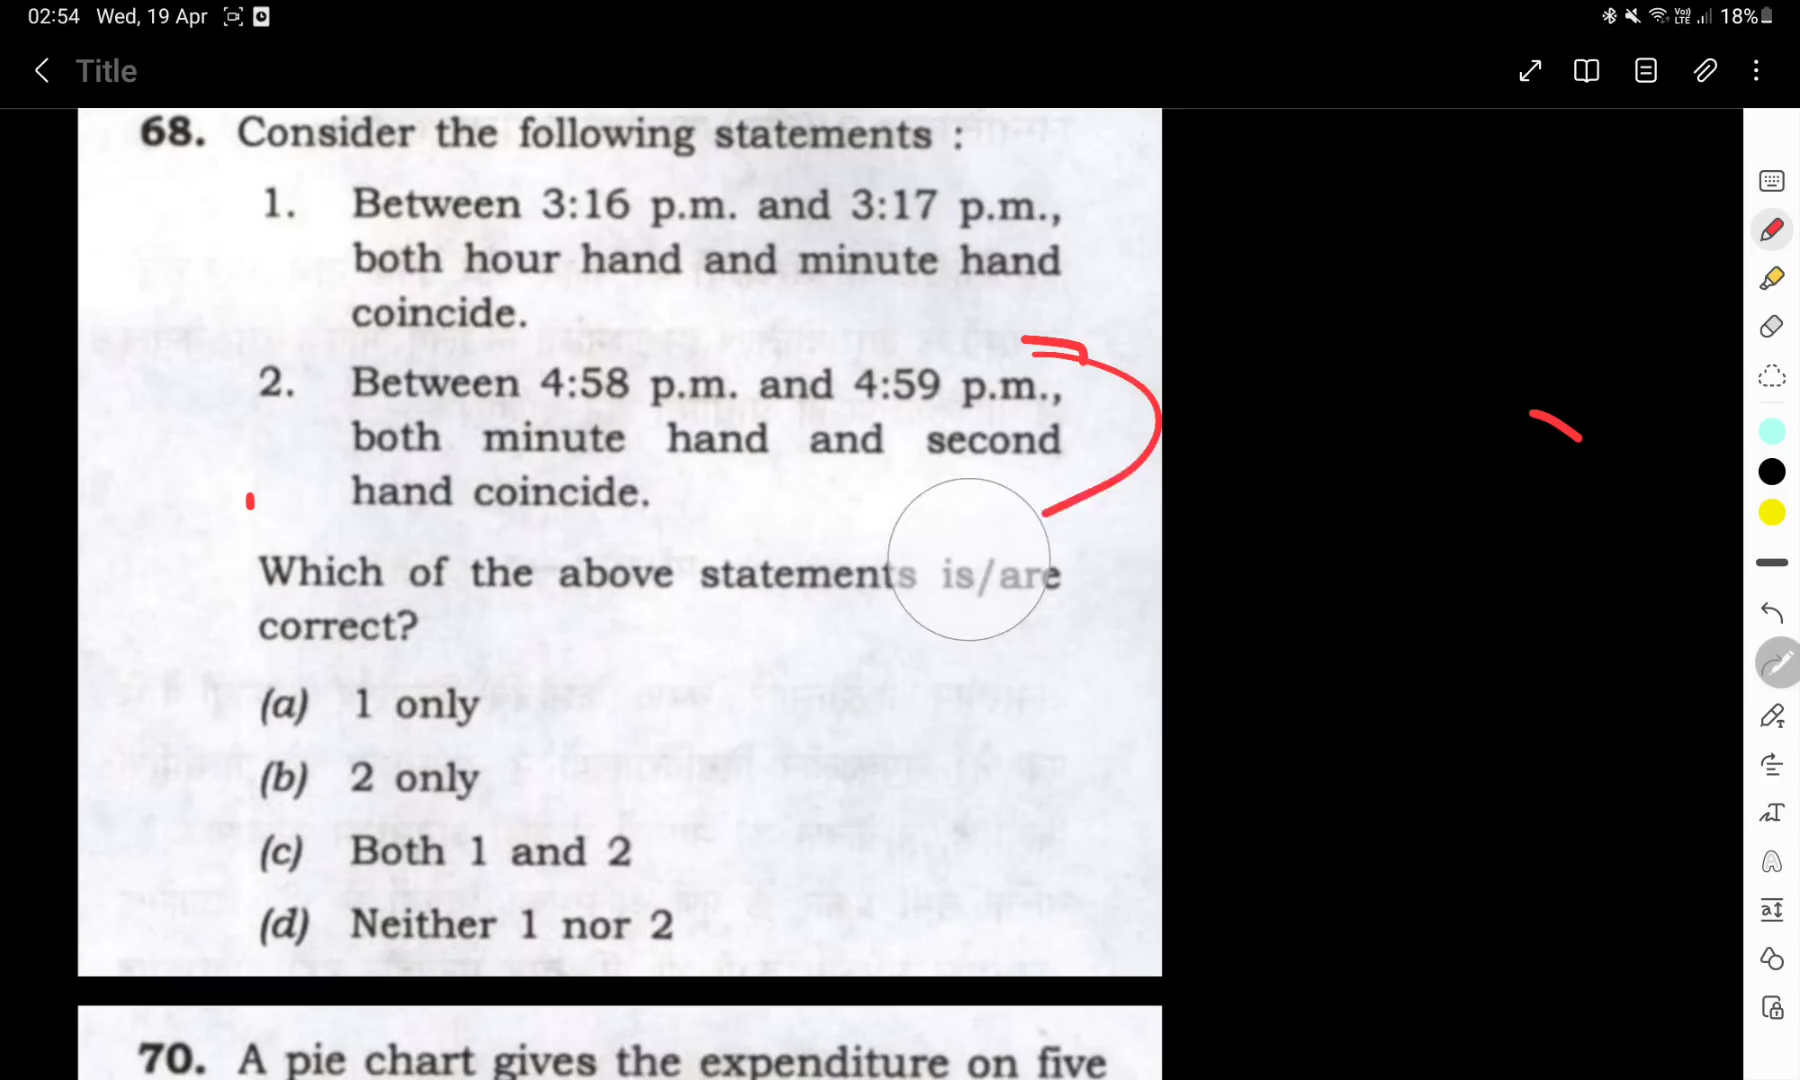 02:54 Wed, 19 Apr
Vo)) LTE 18%
Title
68. Consider the following statements :
1. Between 3:16 p.m. and 3:17 p.m.,
both hour hand and minute hand
coincide.
2. Between 4:58 p.m. and 4:59 p.m.,
both minute hand and second
hand coincide.
Which of the above statements is/are
correct?
(a) 1 only
(b) 2 only
(c) Both 1 and 2
(d) Neither 1 nor 2
70. A pie chart gives the expenditure on five